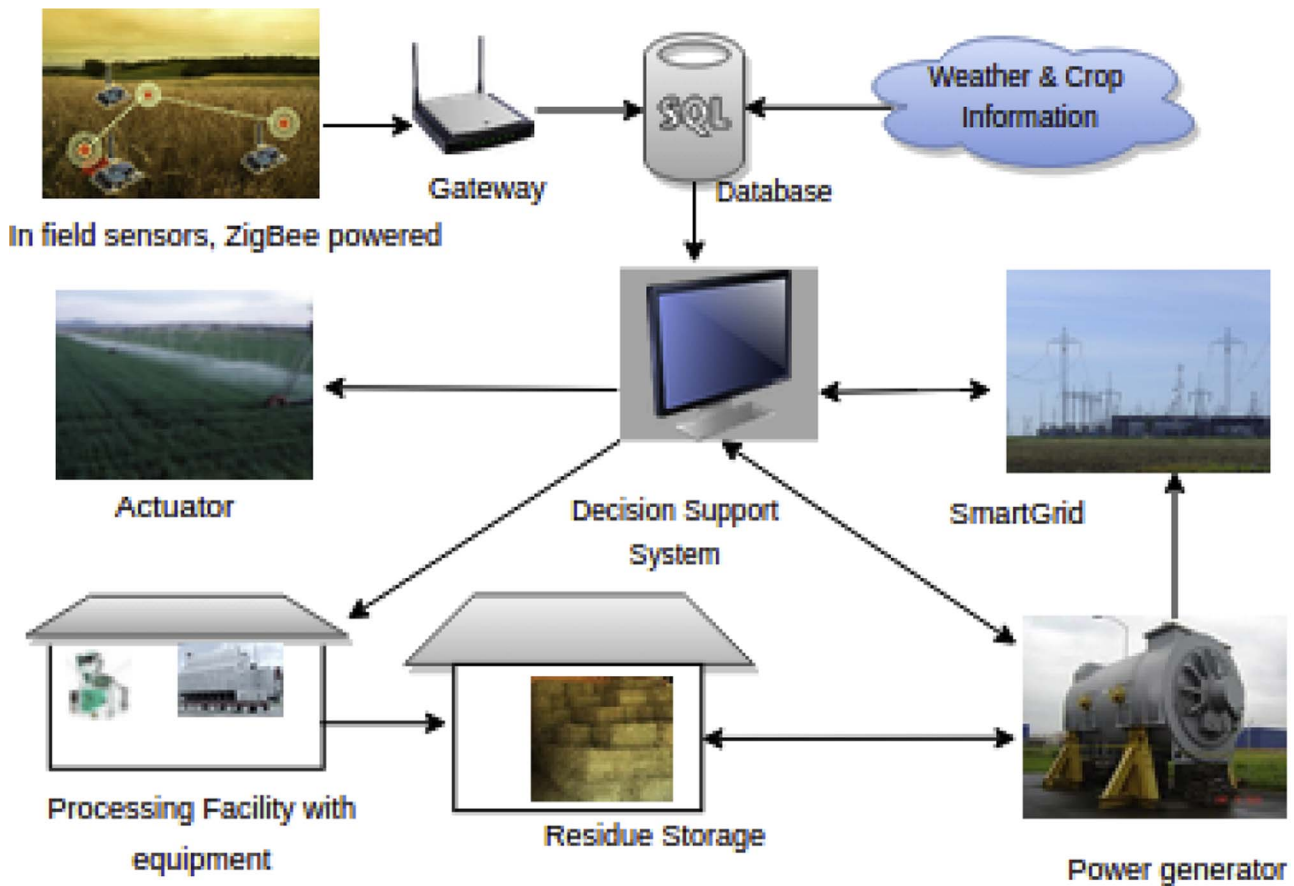 Weather & Crop
Information
SQL
Gateway
Database
In field sensors, ZigBee powered
Actuator
Decision Support
System
SmartGrid
Processing Facility with
equipment
Residue Storage
Power generator